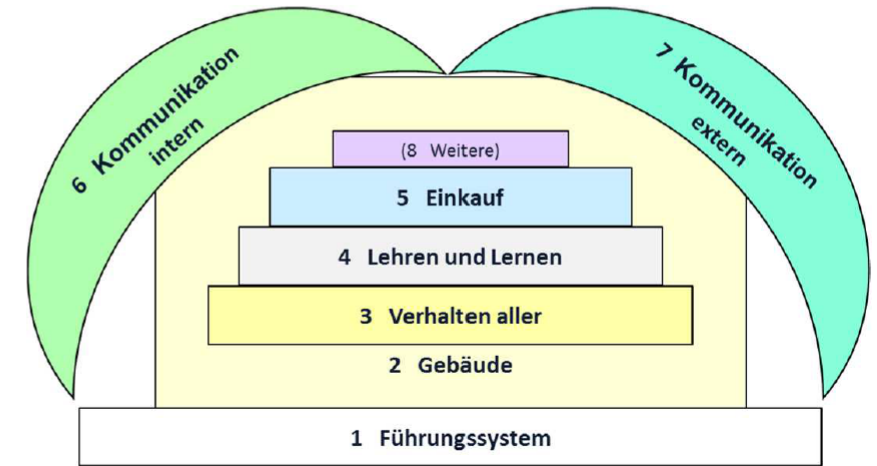 6 Kommunikation
intern
7 Kommunikation
extern
(8 Weitere)
5 Einkauf
4 Lehren und Lernen
3 Verhalten aller
2 Gebäude
1 Führungssystem